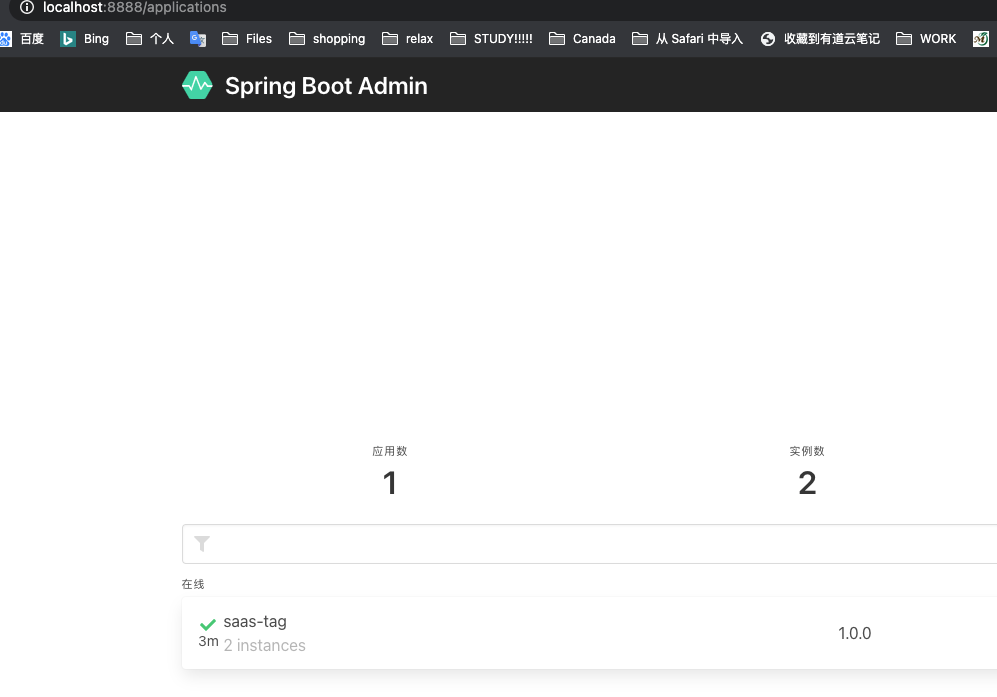 localhost:8888/applications
百度 Bing 个人 Files shopping relax STUDY!!!!! Canada 从 Safari 中导入 收藏到有道云笔记 WORK
Spring Boot Admin
应用数 实例数
1 2
在线
saas-tag
1.0.0
3m 2 instances